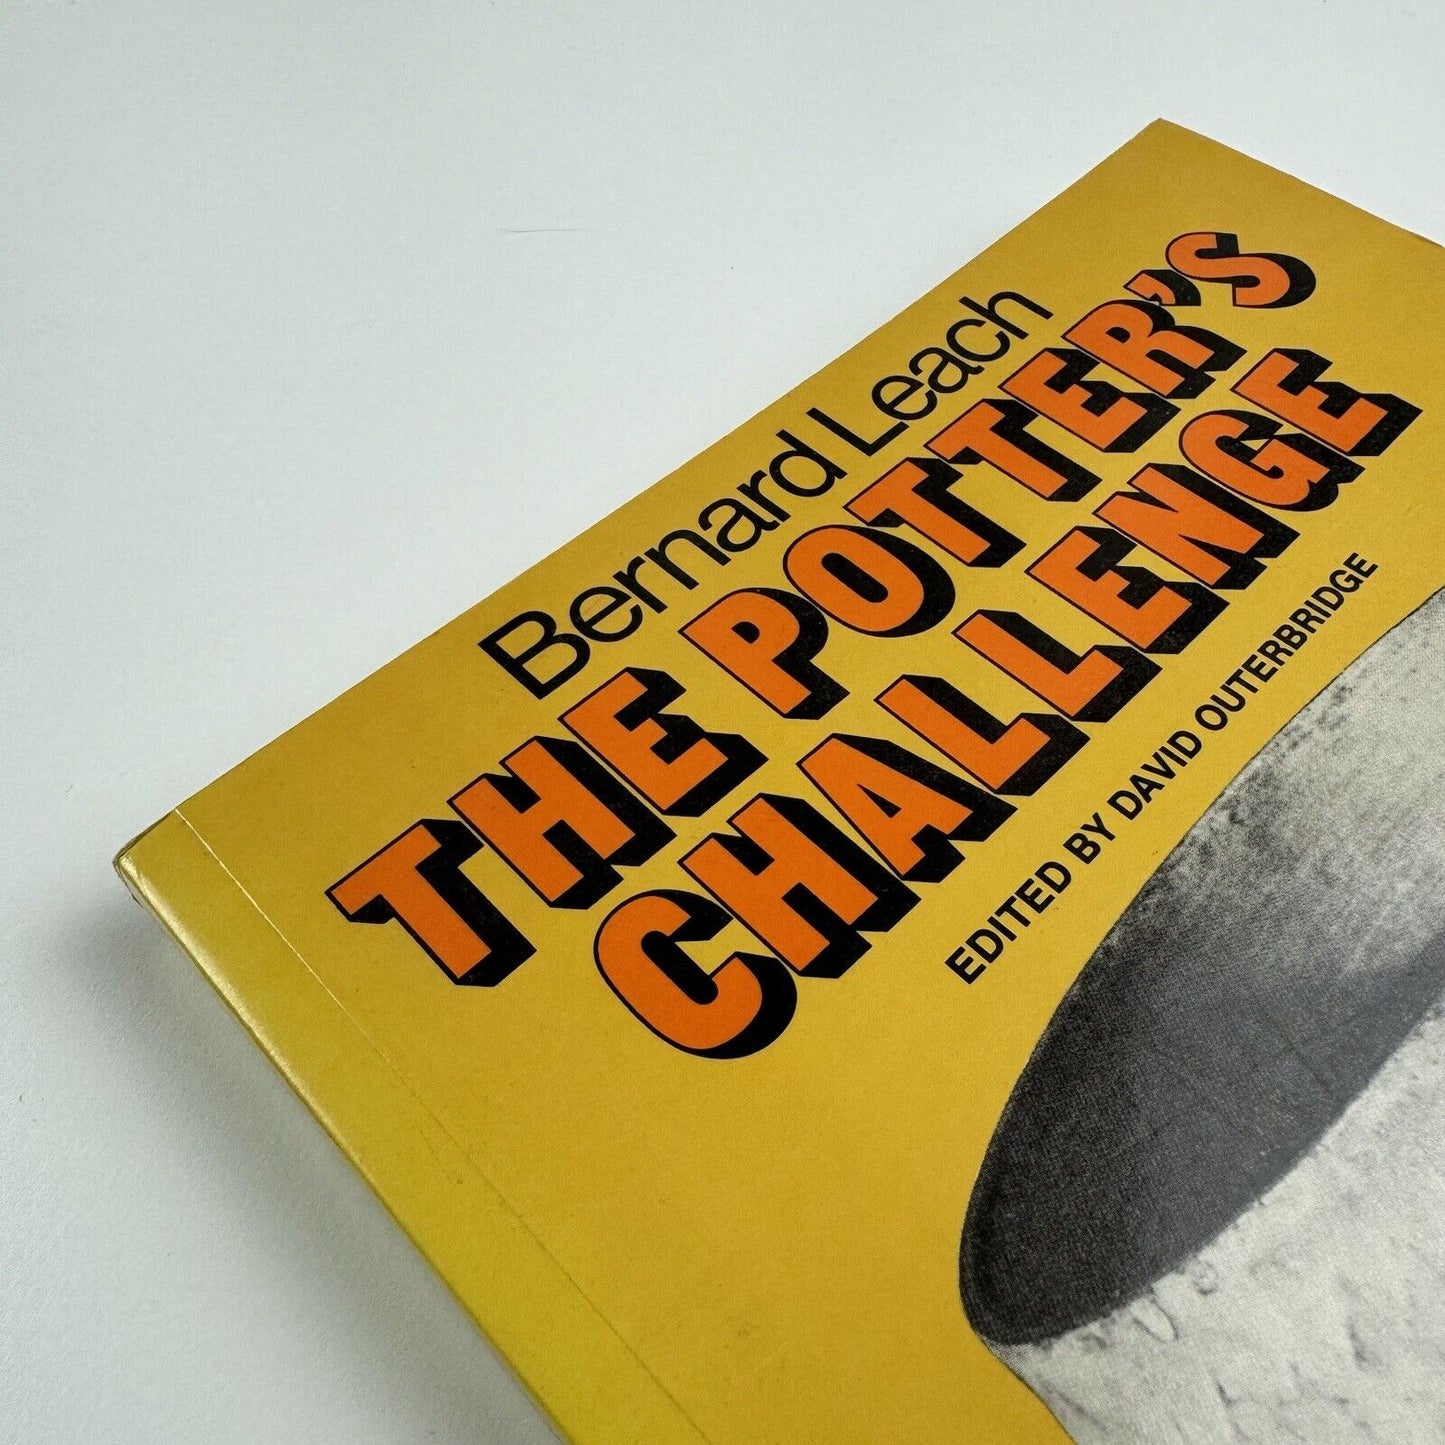 Bernard Leach
THE POTTER'S
CHALLENGE
EDITED BY DAVID OUTERBRIDGE